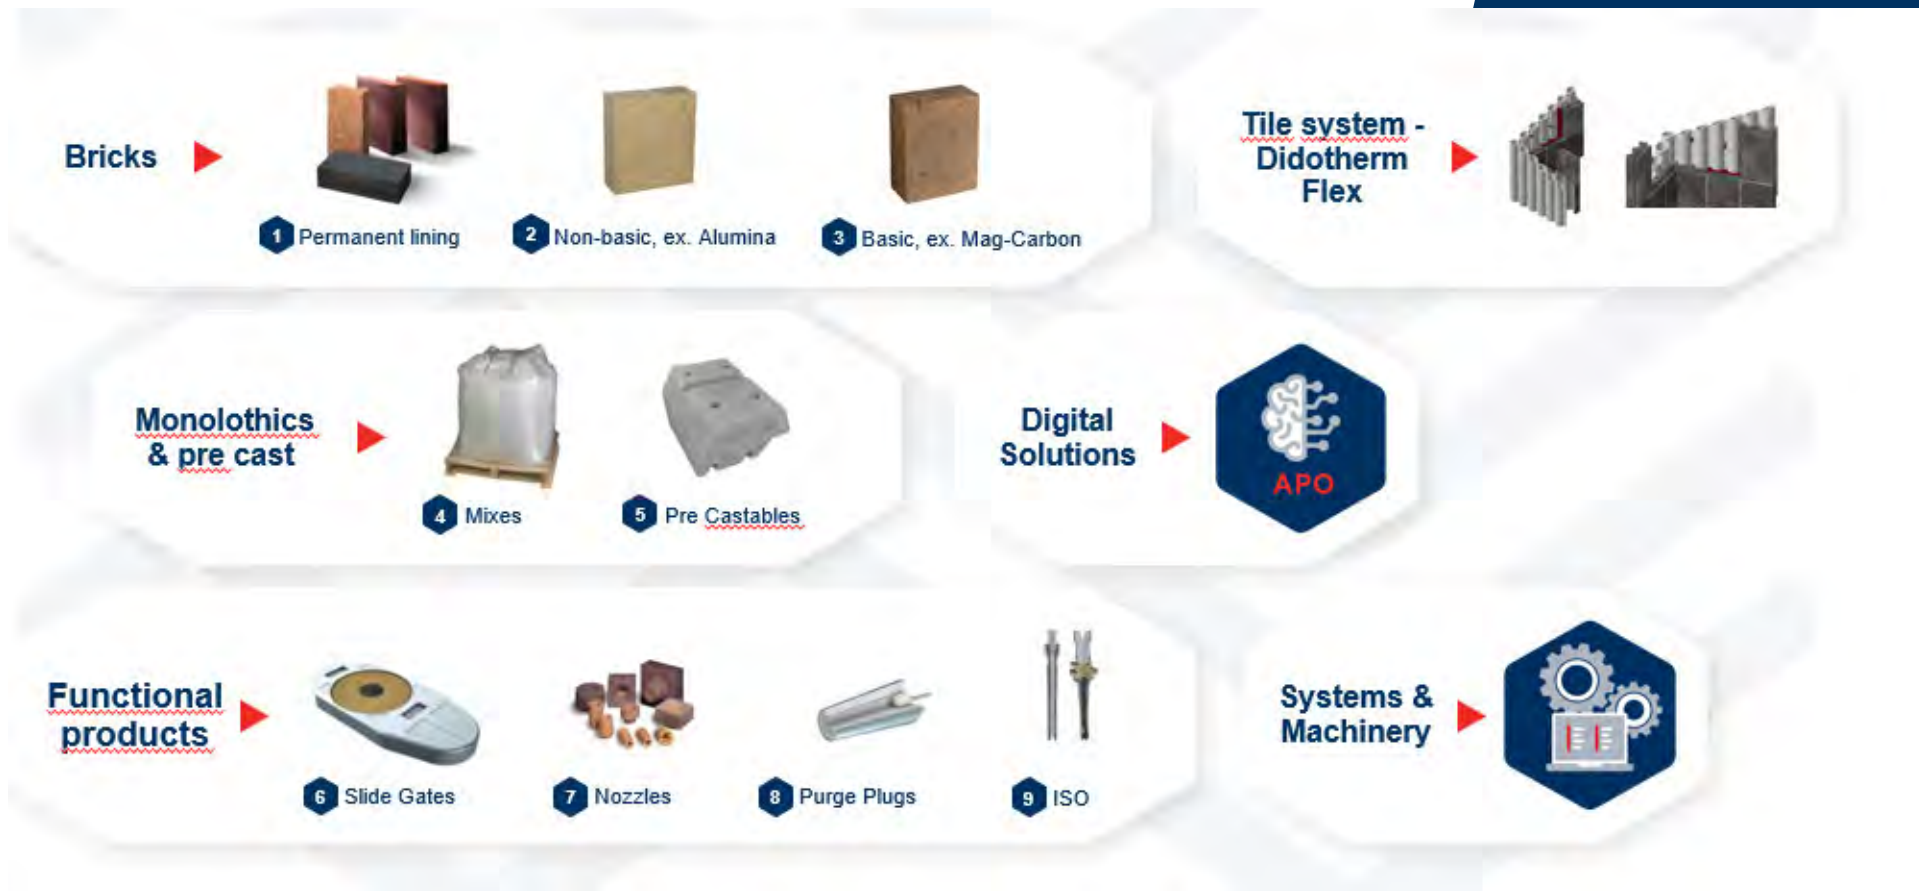 Bricks
1 Permanent lining
2 Non-basic, ex. Alumina
3 Basic, ex. Mag-Carbon
Tile system -
Didotherm
Flex
Monolothics
& pre cast
4 Mixes
5 Pre Castables
Digital
Solutions
APO
Functional
products
6 Slide Gates
7 Nozzles
8 Purge Plugs
9 ISO
Systems &
Machinery